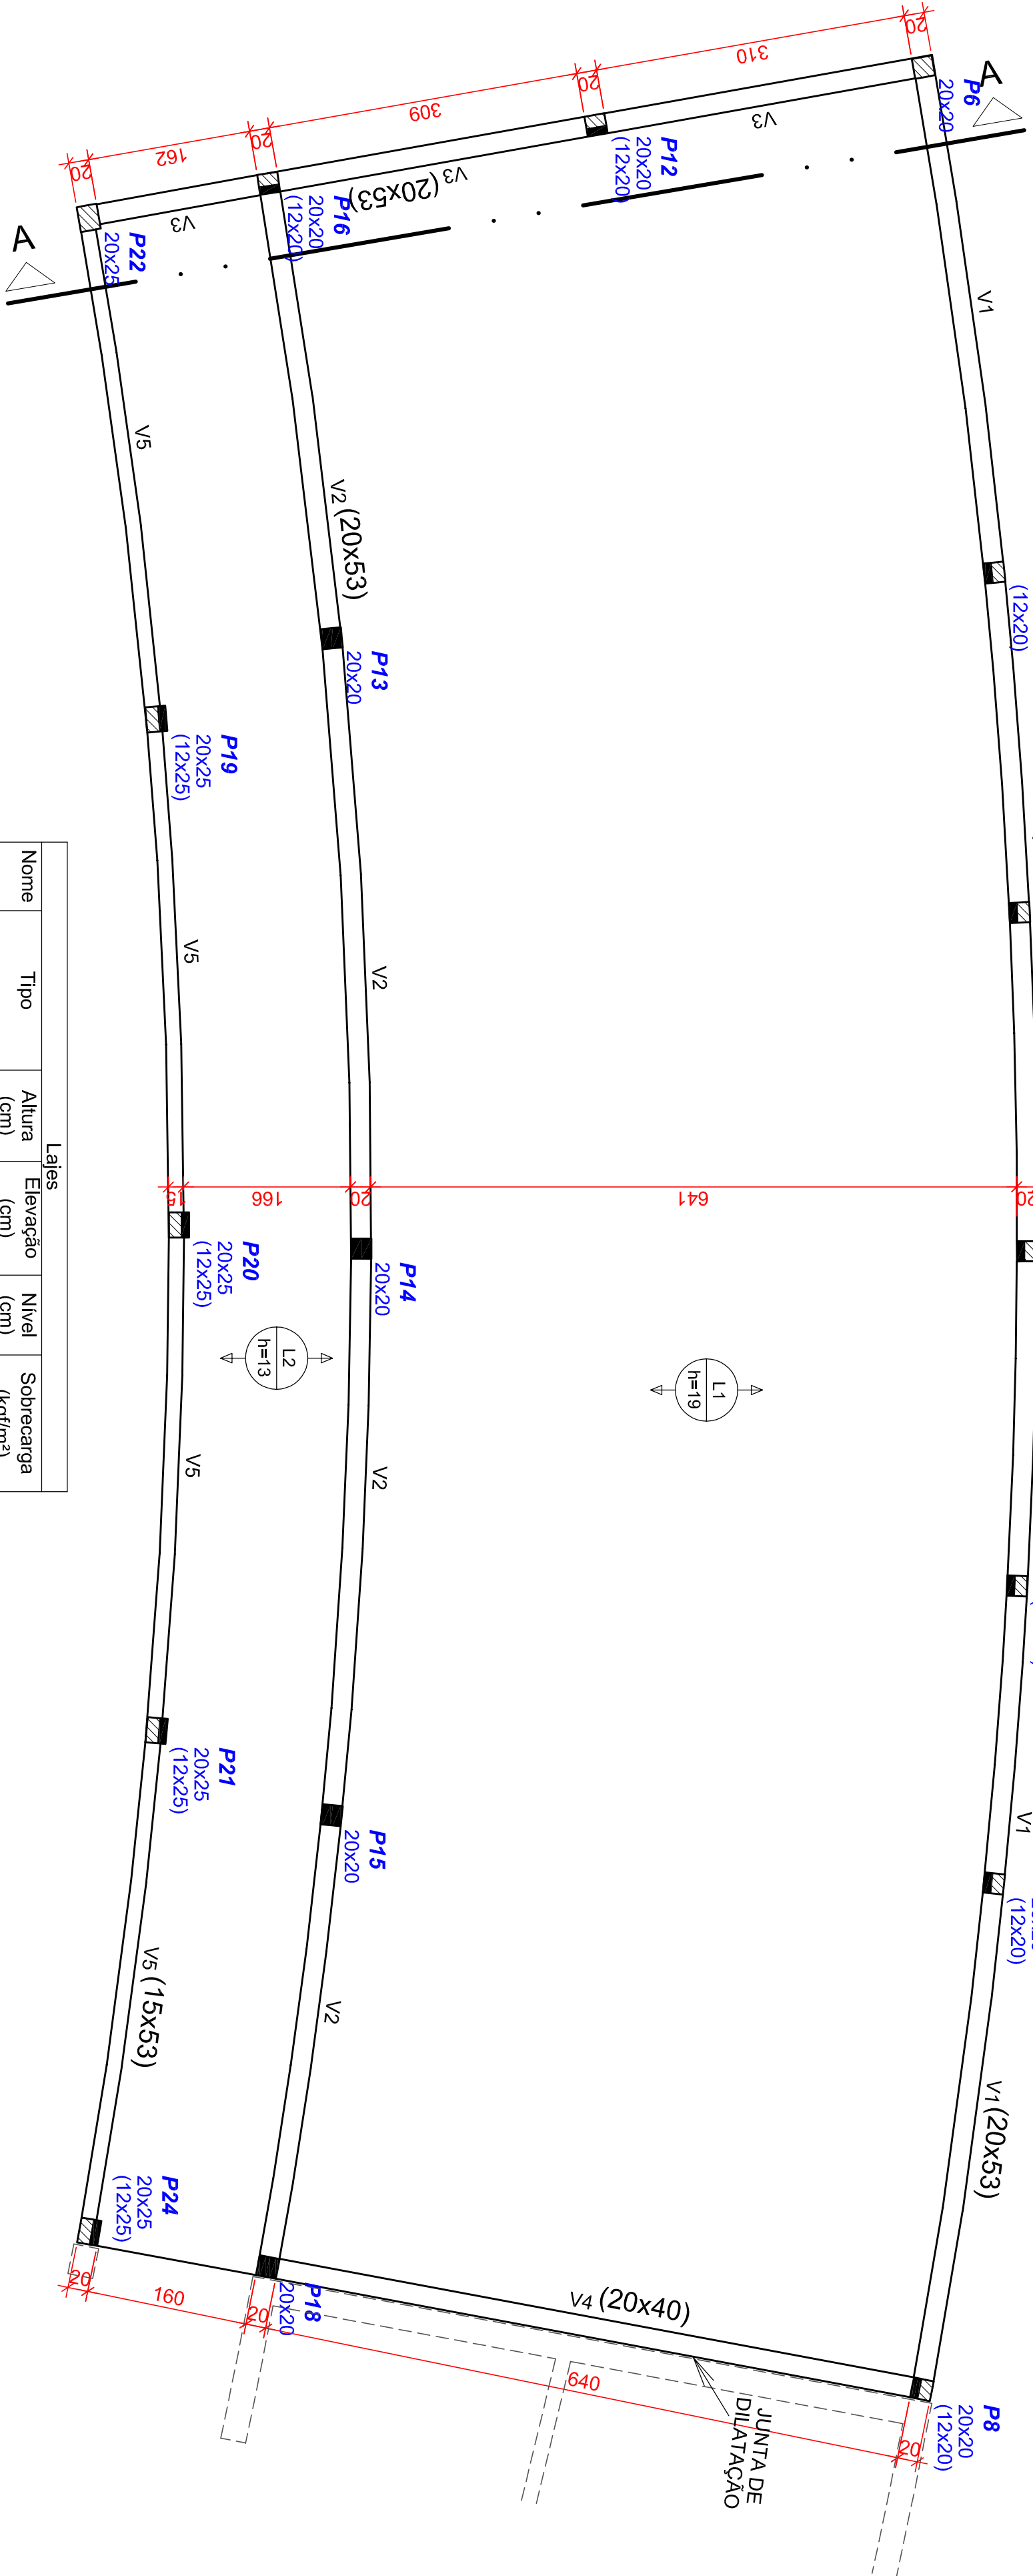 A
P6
20x20
20
310
20
309
20
162
20
V3
P12
20x20
(12x20)
V3
V3 (20x53)
P16
20x20
(12x20)
V3
P22
20x25
A
V1
(12x20)
V2 (20x53)
P13
20x20
V5
P19
20x25
(12x25)
V5
V2
15
166
20
641
P20
20x25
(12x25)
P14
20x20
L2
h=13
L1
h=19
Lajes
Nome
Tipo
Altura
(cm)
Elevação
(cm)
Nível
(cm)
Sobrecarga
(kgf/m²)
V5
V2
P21
20x25
(12x25)
P15
20x20
V1
(12x20)
V5 (15x53)
V2
V1 (20x53)
P24
20x25
(12x25)
P18
20x20
V4 (20x40)
20
160
20
640
20
JUNTA DE
DILATAÇÃO
P8
20x20
(12x20)